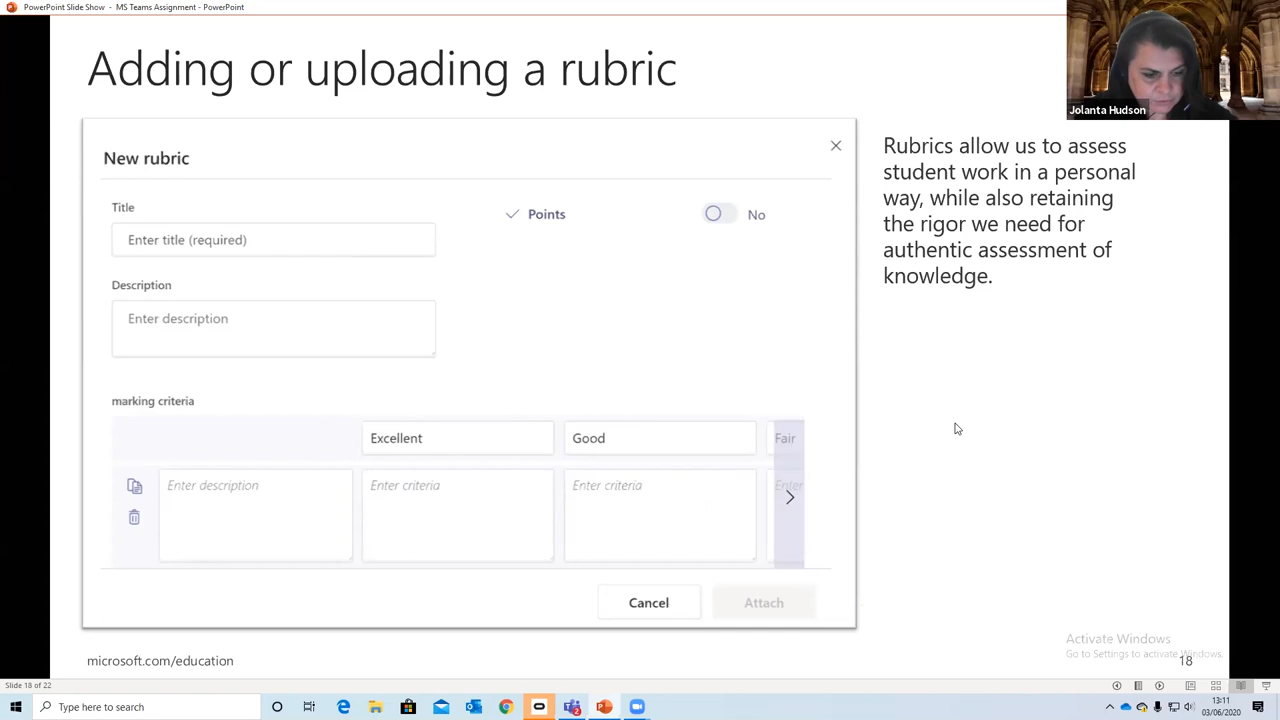 PowerPoint Slide Show - MS Teams Assignment - PowerPoint
Adding or uploading a rubric
Jolanta Hudson
New rubric
Title
Points
No
Enter title (required)
Description
Enter description
marking criteria
Excellent
Good
Fair
Enter description
Enter criteria
Enter criteria
Enter
Cancel
Attach
Rubrics allow us to assess
student work in a personal
way, while also retaining
the rigor we need for
authentic assessment of
knowledge.
microsoft.com/education
Activate Windows
Go to Settings to activate Windows.
18
Slide 18 of 22
Type here to search
2
13:11
03/06/2020